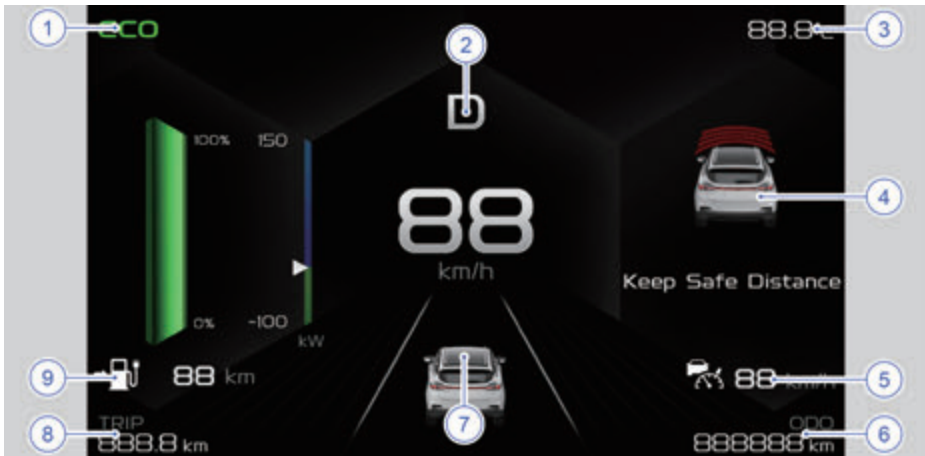 1
eco
2
3
88.8℃
D
100%
150
4
88
km/h
Keep Safe Distance
0%
-100
kW
9
88 km
88 km/h
5
7
TRIP
8
888.8 km
ODO
888888 km
6